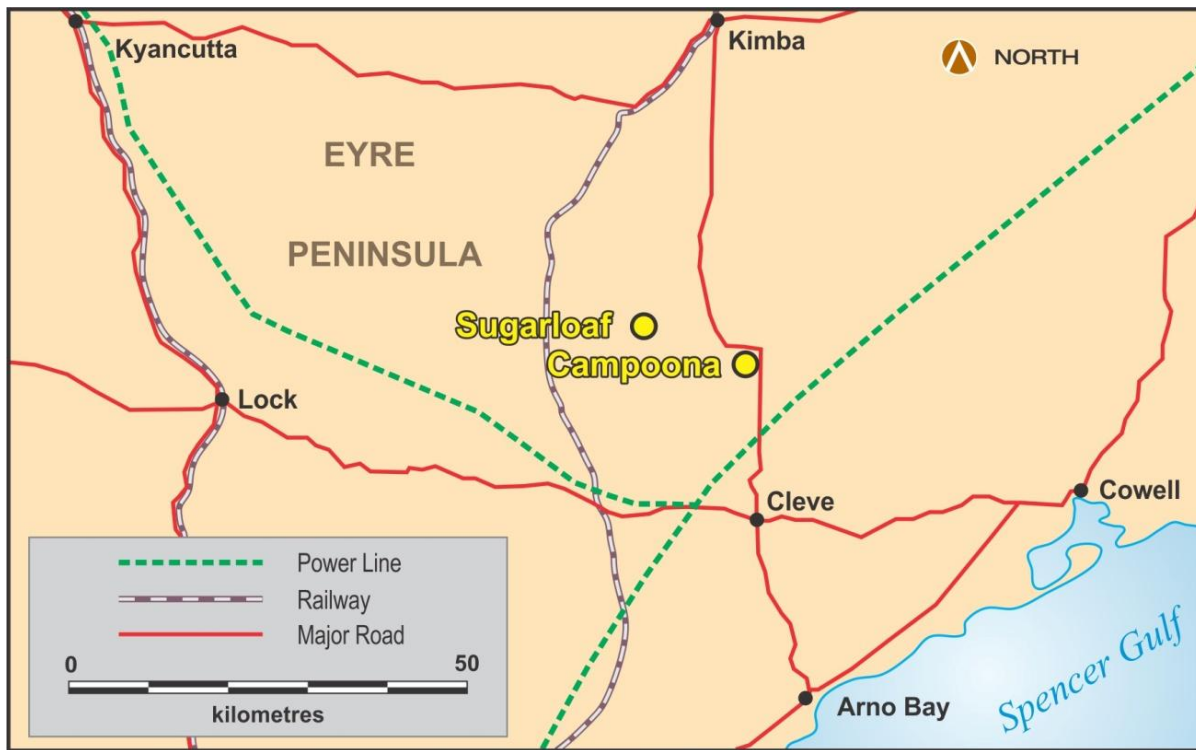 Kyancutta
Kimba
NORTH
EYRE
PENINSULA
Sugarloaf
Campoona
Lock
Cleve
Cowell
Power Line
Railway
Major Road
0 50
kilometres
Arno Bay
Spencer Gulf